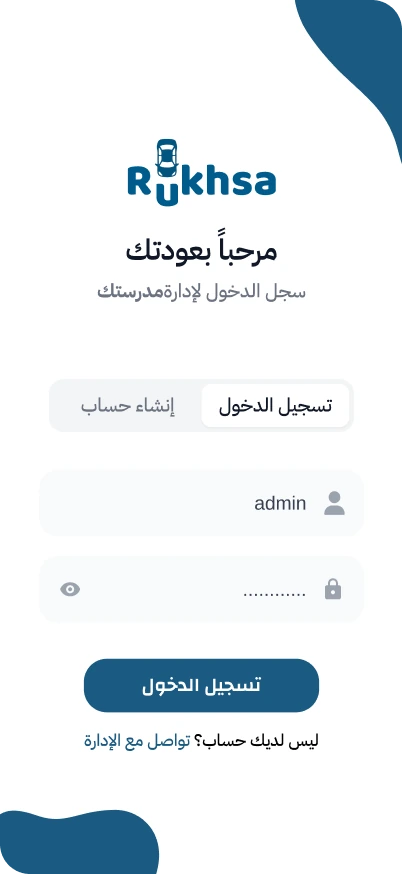 Rukhsa
مرحباً بعودتك
سجل الدخول لإدارةمدرستك
تسجيل الدخول
إنشاء حساب
admin
............
تسجيل الدخول
ليس لديك حساب؟ تواصل مع الإدارة